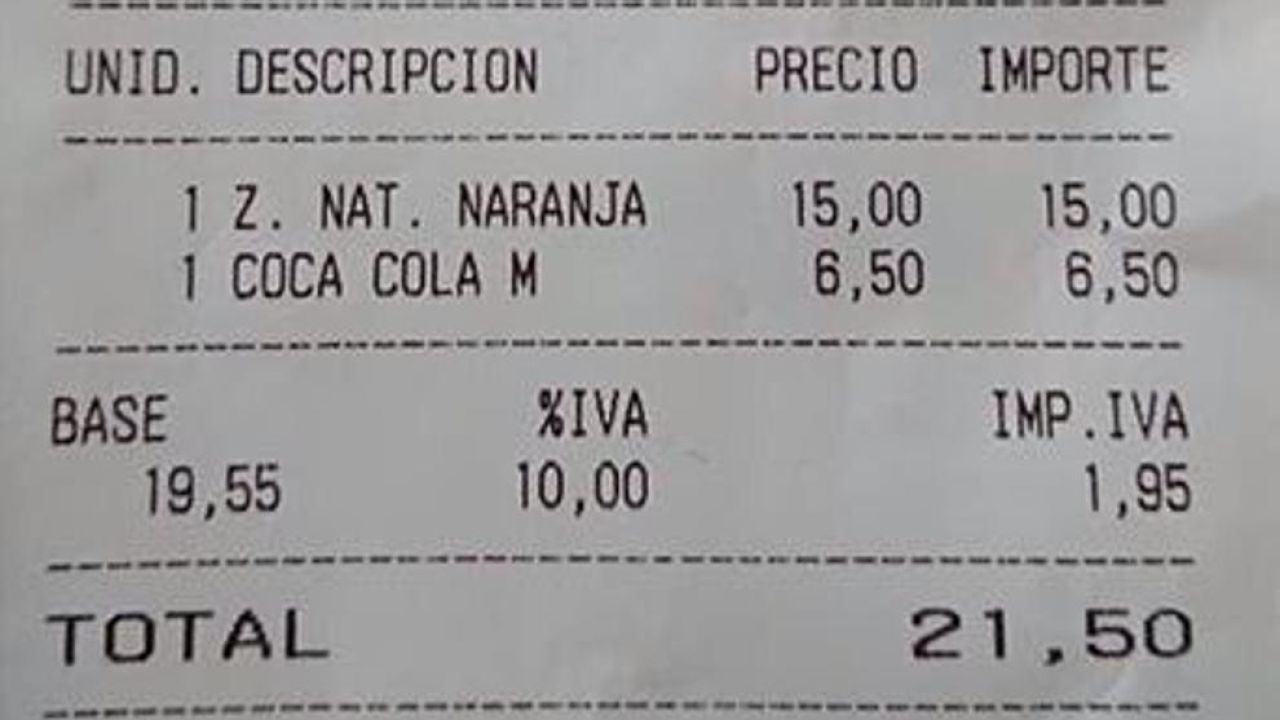 UNID. DESCRIPCION PRECIO IMPORTE
1 Z. NAT. NARANJA 15,00 15,00
1 COCA COLA M 6,50 6,50
BASE %IVA IMP.IVA
19,55 10,00 1,95
TOTAL 21,50